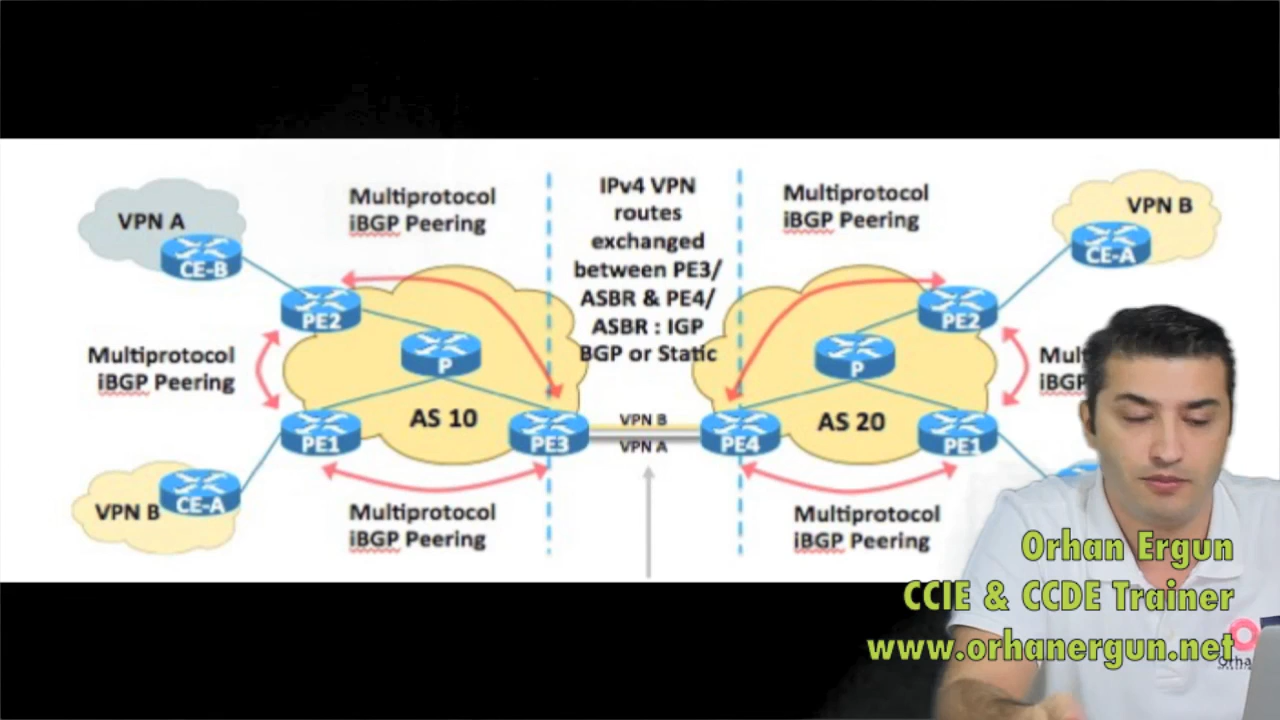 Multiprotocol
iBGP Peering
IPv4 VPN
routes
exchanged
between PE3/
ASBR & PE4/
ASBR : IGP
BGP or Static
Multiprotocol
iBGP Peering
VPN A
CE-B
VPN B
CE-A
PE2
PE2
Multiprotocol
iBGP Peering
P
P
AS 10
AS 20
VPN B
VPN A
PE1
PE3
PE4
PE1
VPN B
CE-A
Multiprotocol
iBGP Peering
Multiprotocol
iBGP Peering
Orhan Ergun
CCIE & CCDE Trainer
www.orhanergun.net